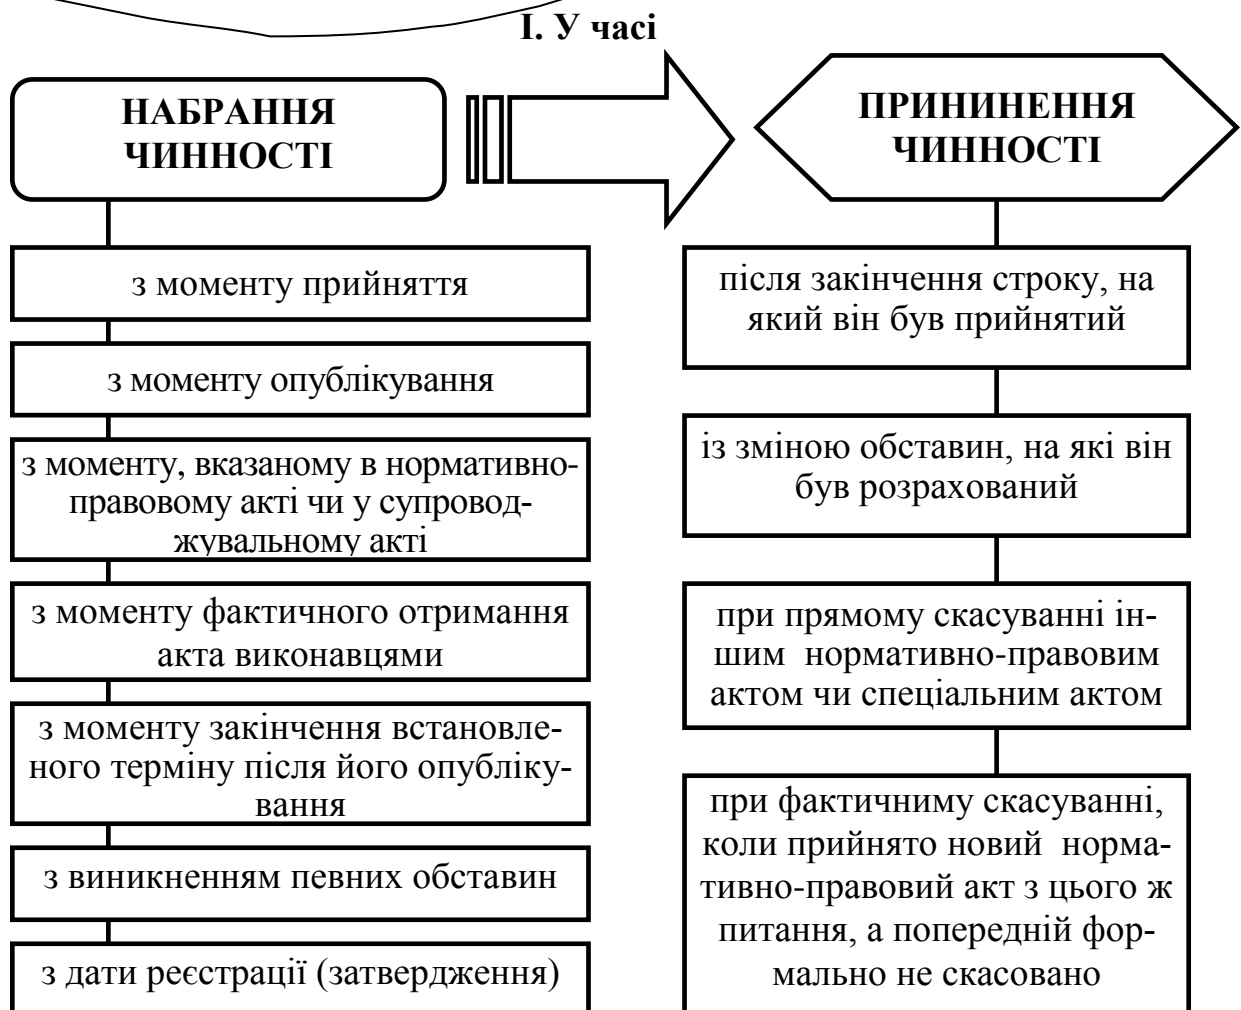 І. У часі
НАБРАННЯ
ЧИННОСТІ
з моменту прийняття
з моменту опублікування
з моменту, вказаному в нормативно-
правовому акті чи у супровод-
жувальному акті
з моменту фактичного отримання
акта виконавцями
з моменту закінчення встановле-
ного терміну після його опубліку-
вання
з виникненням певних обставин
з дати реєстрації (затвердження)
ПРИНИНЕННЯ
ЧИННОСТІ
після закінчення строку, на
який він був прийнятий
із зміною обставин, на які він
був розрахований
при прямому скасуванні ін-
шим нормативно-правовим
актом чи спеціальним актом
при фактичниму скасуванні,
коли прийнято новий норма-
тивно-правовий акт з цього ж
питання, а попередній фор-
мально не скасовано